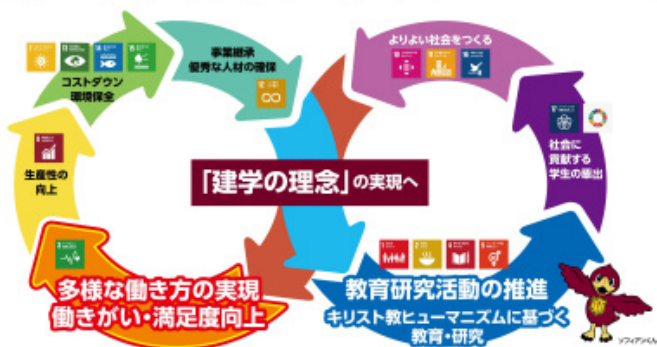 コストダウン
環境保全
事業継承
優秀な人材の確保
よりよい社会をつくる
生産性の
向上
社会に
貢献する
学生の輩出
「建学の理念」の実現へ
多様な働き方の実現
働きがい・満足度向上
教育研究活動の推進
キリスト教ヒューマニズムに基づく
教育・研究
ソフィアンくん